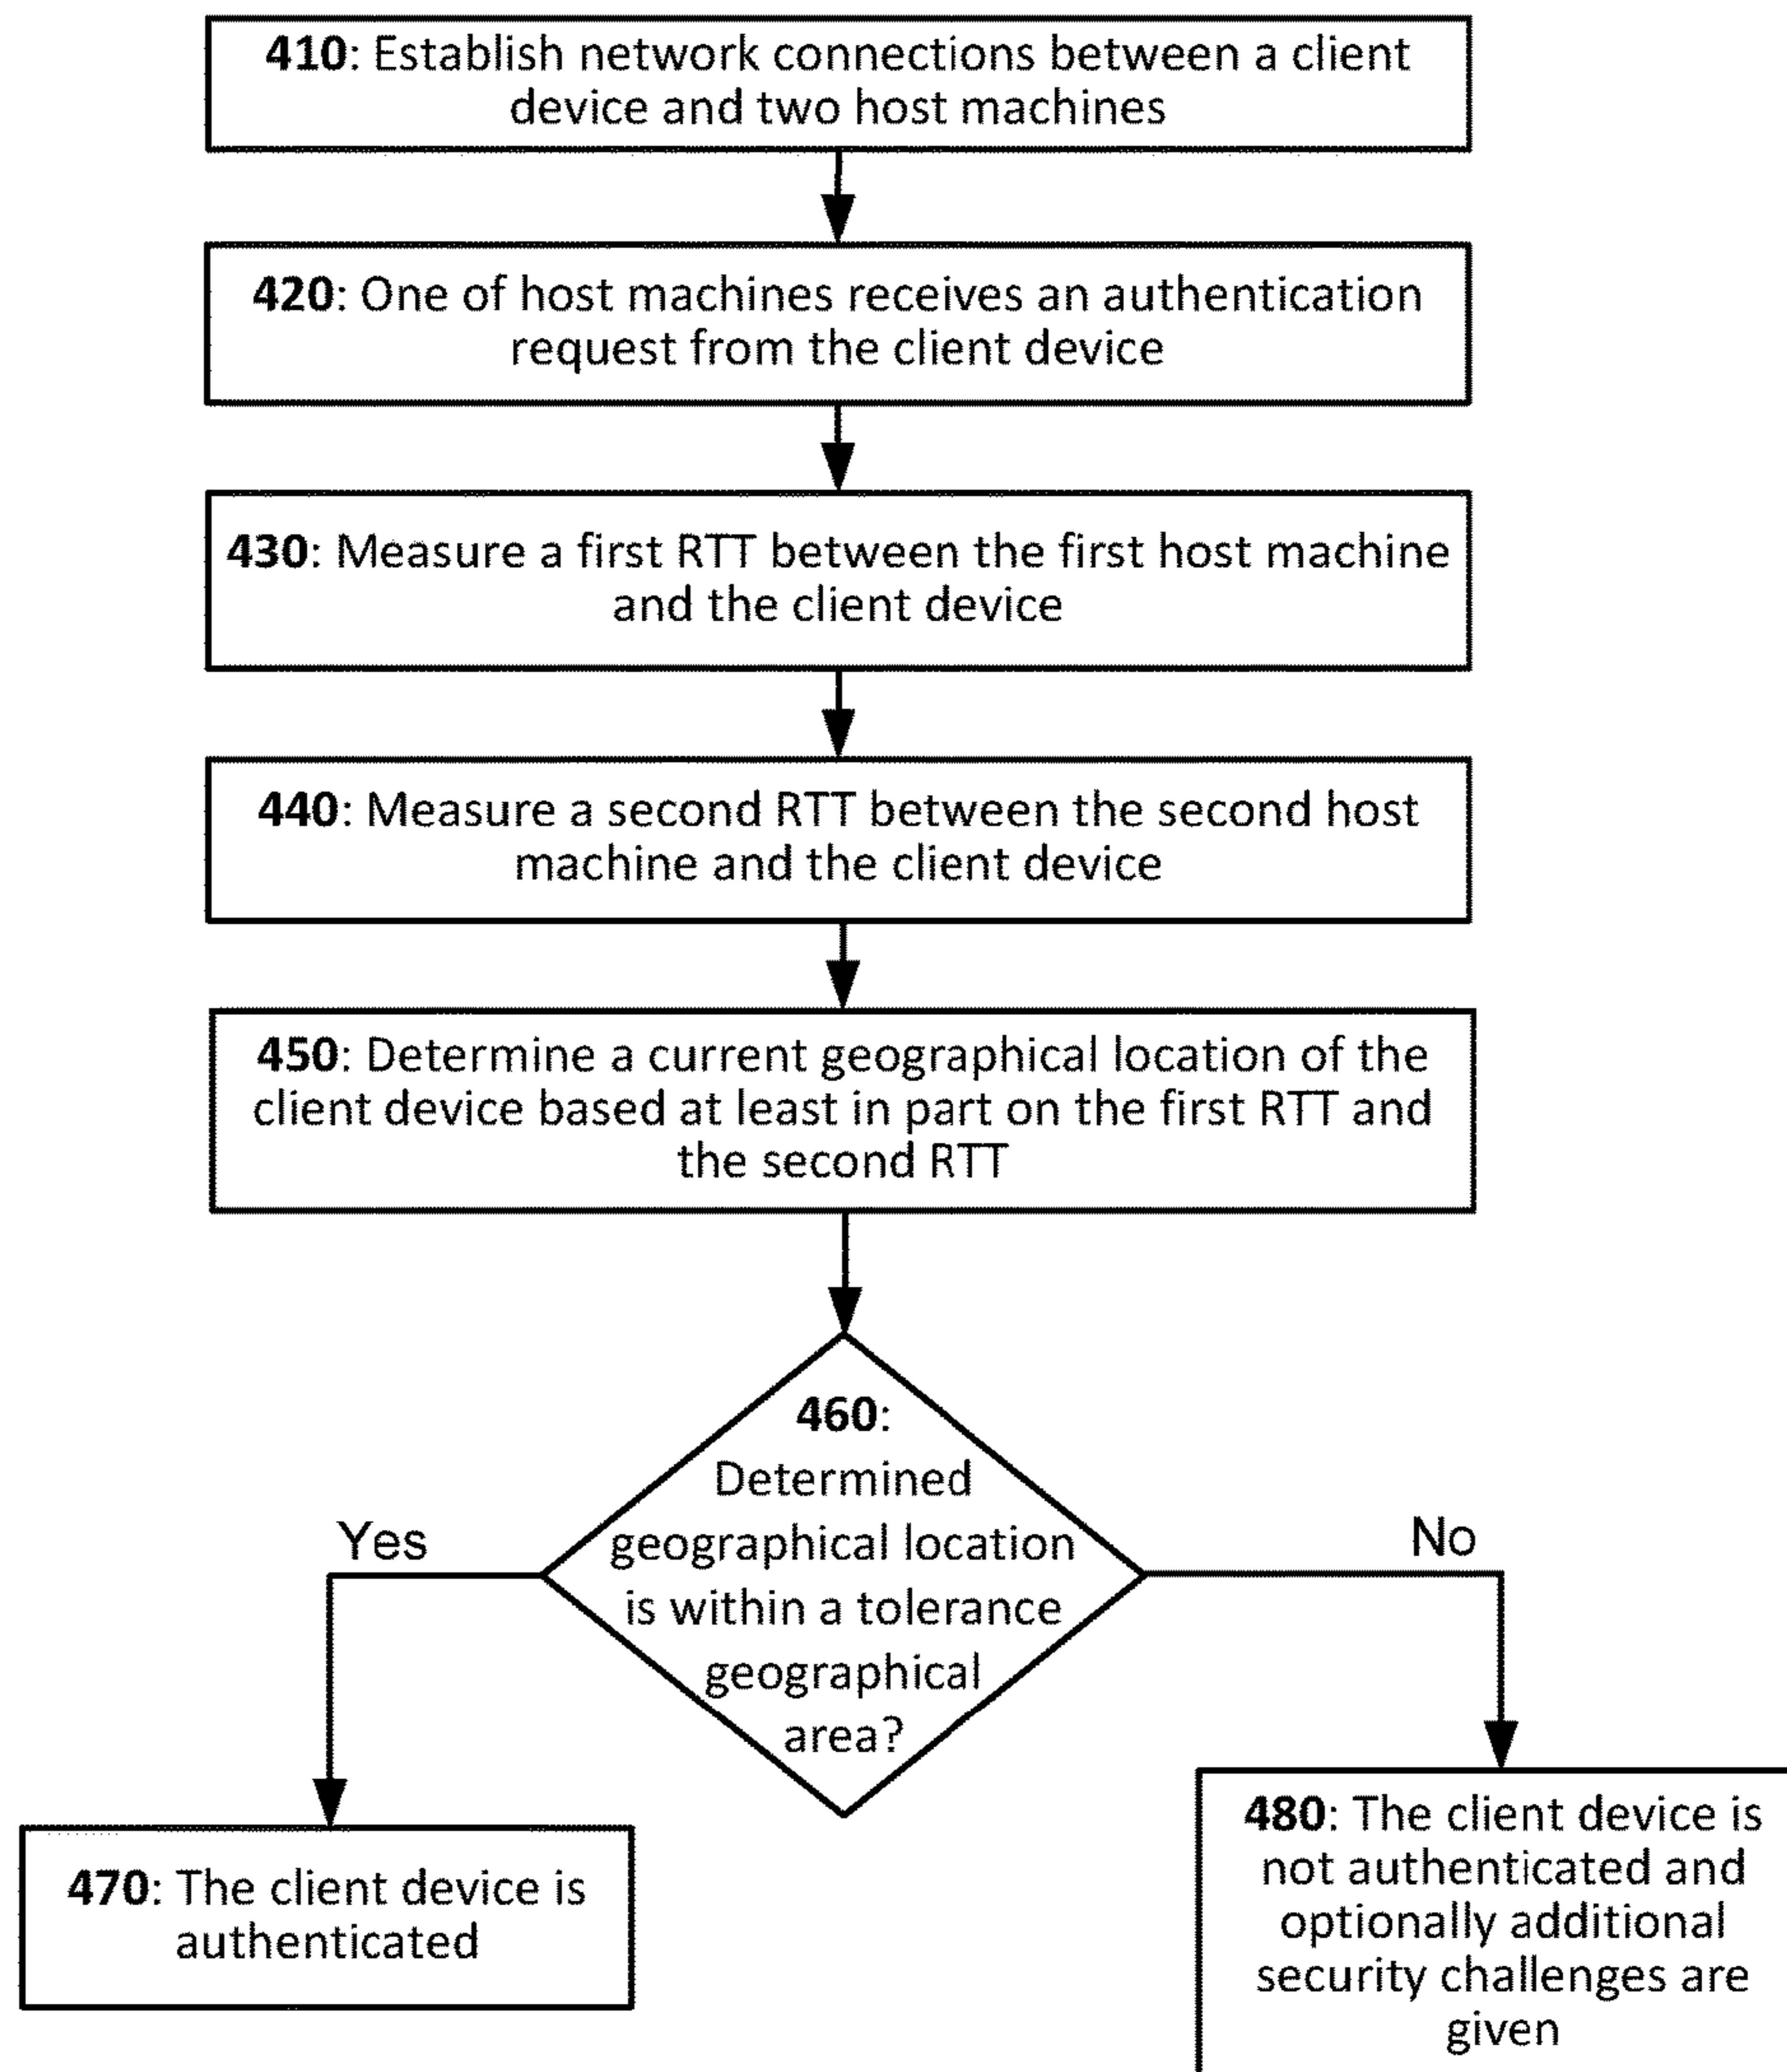 410: Establish network connections between a client
device and two host machines
420: One of host machines receives an authentication
request from the client device
430: Measure a first RTT between the first host machine
and the client device
440: Measure a second RTT between the second host
machine and the client device
450: Determine a current geographical location of the
client device based at least in part on the first RTT and
the second RTT
460:
Determined
geographical location
is within a tolerance
geographical
area?
Yes
No
470: The client device is
authenticated
480: The client device is
not authenticated and
optionally additional
security challenges are
given